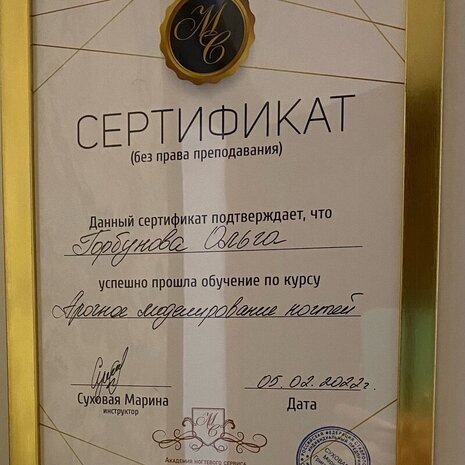 МС
СЕРТИФИКАТ
(без права преподавания)
Данный сертификат подтверждает, что
Горбунова Ольга
успешно прошла обучение по курсу
Арочное моделирование ногтей
05.02.2022г.
Суховая Марина
Дата
инструктор
МС
Академия ногтевого сервиса